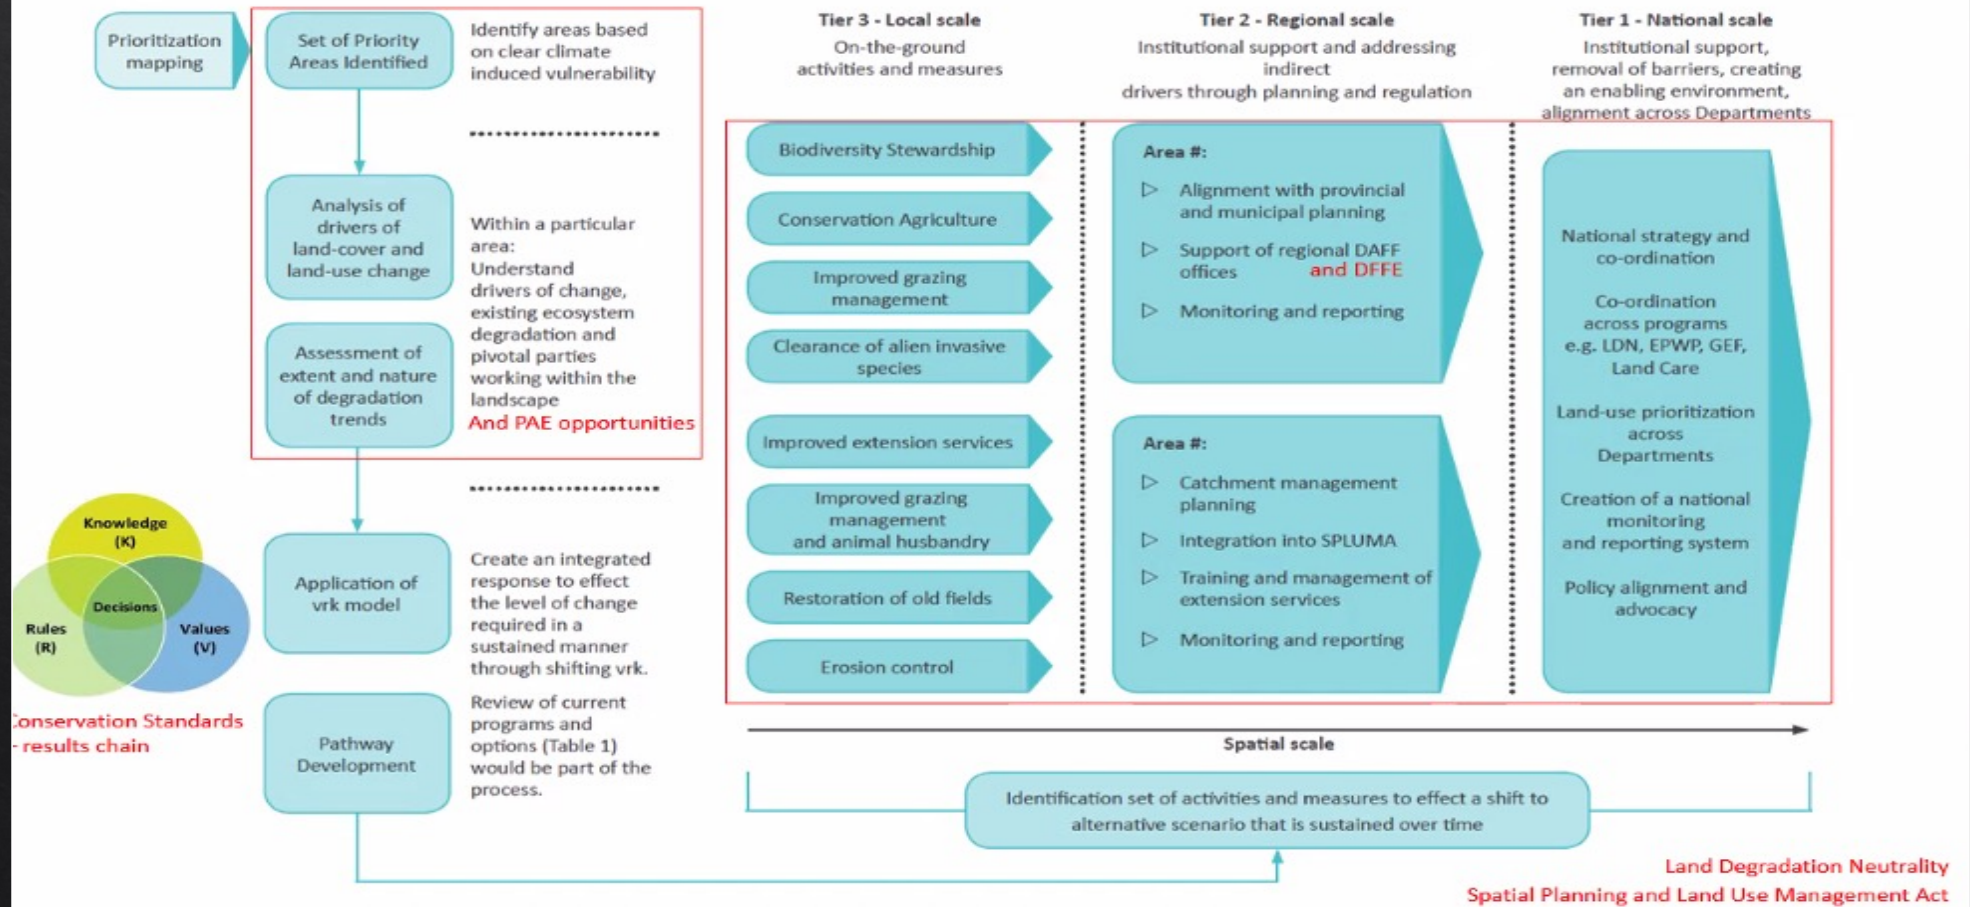 Prioritization
mapping
Set of Priority
Areas Identified
Identify areas based
on clear climate
induced vulnerability
Analysis of
drivers of
land-cover and
land-use change
Assessment of
extent and nature
of degradation
trends
Within a particular
area:
Understand
drivers of change,
existing ecosystem
degradation and
pivotal parties
working within the
landscape
And PAE opportunities
Knowledge
(K)
Decisions
Rules
(R)
Values
(V)
Conservation Standards
- results chain
Application of
vrk model
Create an integrated
response to effect
the level of change
required in a
sustained manner
through shifting vrk.
Pathway
Development
Review of current
programs and
options (Table 1)
would be part of the
process.
Tier 3 - Local scale
On-the-ground
activities and measures
Biodiversity Stewardship
Conservation Agriculture
Improved grazing
management
Clearance of alien invasive
species
Improved extension services
Improved grazing
management
and animal husbandry
Restoration of old fields
Erosion control
Tier 2 - Regional scale
Institutional support and addressing
indirect
drivers through planning and regulation
Area #:
▷ Alignment with provincial
and municipal planning
▷ Support of regional DAFF
offices and DFFE
▷ Monitoring and reporting
Area #:
▷ Catchment management
planning
▷ Integration into SPLUMA
▷ Training and management of
extension services
▷ Monitoring and reporting
Tier 1 - National scale
Institutional support,
removal of barriers, creating
an enabling environment,
alignment across Departments
National strategy and
co-ordination
Co-ordination
across programs
e.g. LDN, EPWP, GEF,
Land Care
Land-use prioritization
across
Departments
Creation of a national
monitoring
and reporting system
Policy alignment and
advocacy
Spatial scale
Identification set of activities and measures to effect a shift to
alternative scenario that is sustained over time
Land Degradation Neutrality
Spatial Planning and Land Use Management Act